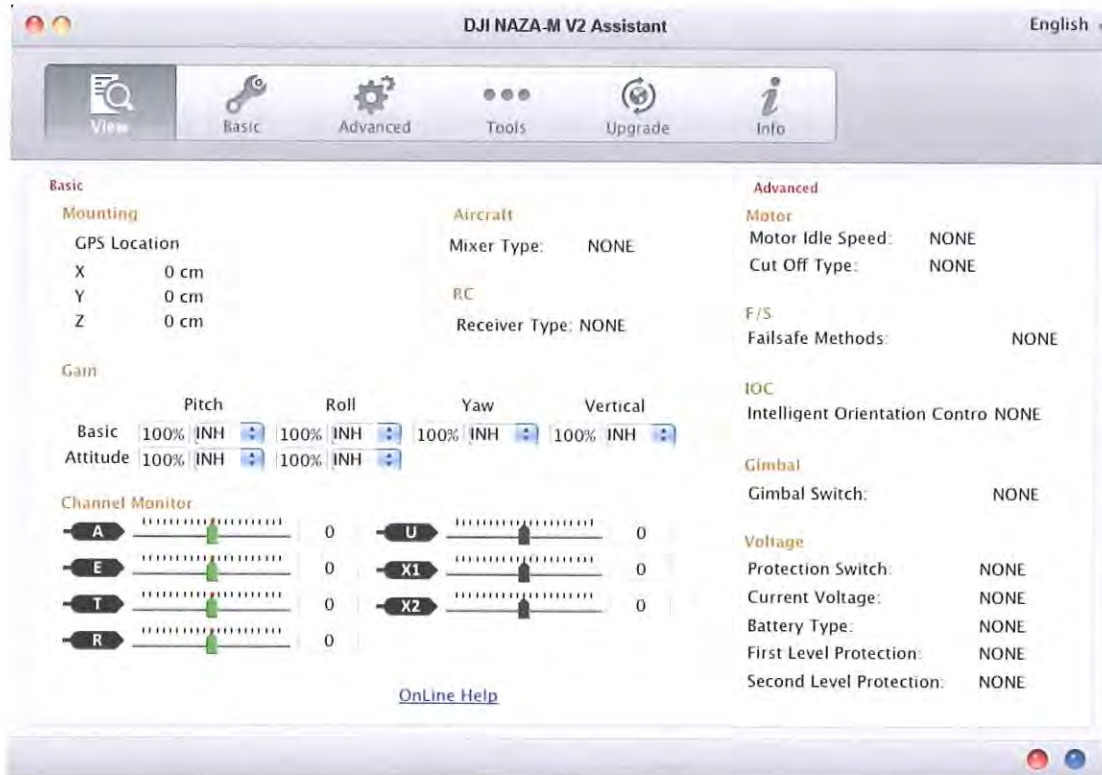 DJI NAZA-M V2 Assistant
English
View
Basic
Advanced
Tools
Upgrade
Info
Basic
Mounting
GPS Location
X 0 cm
Y 0 cm
Z 0 cm
Aircraft
Mixer Type: NONE
RC
Receiver Type: NONE
Gain
Pitch Roll Yaw Vertical
Basic 100% INH 100% INH 100% INH 100% INH
Attitude 100% INH 100% INH
Channel Monitor
A 0
E 0
T 0
R 0
U 0
X1 0
X2 0
OnLine Help
Advanced
Motor
Motor Idle Speed: NONE
Cut Off Type: NONE
F/S
Failsafe Methods: NONE
IOC
Intelligent Orientation Contro NONE
Gimbal
Gimbal Switch: NONE
Voltage
Protection Switch: NONE
Current Voltage: NONE
Battery Type: NONE
First Level Protection: NONE
Second Level Protection: NONE